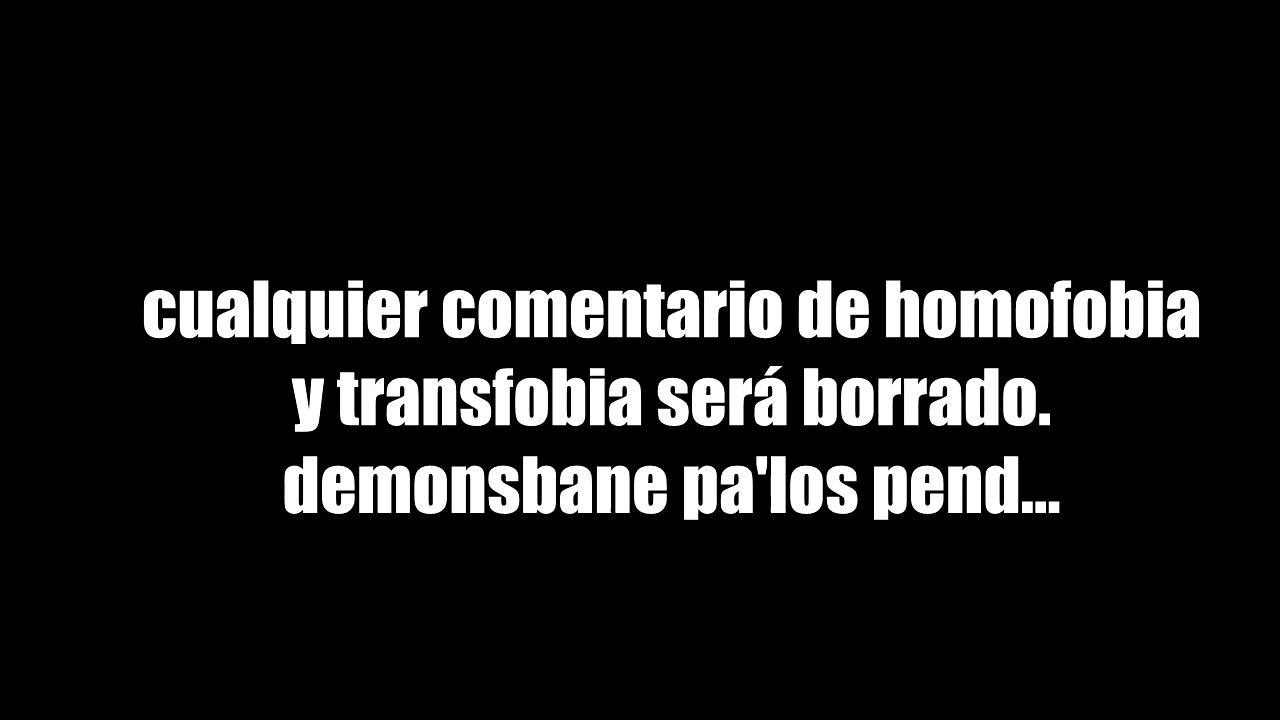 cualquier comentario de homofobia
y transfobia será borrado.
demonsbane pa'los pend...